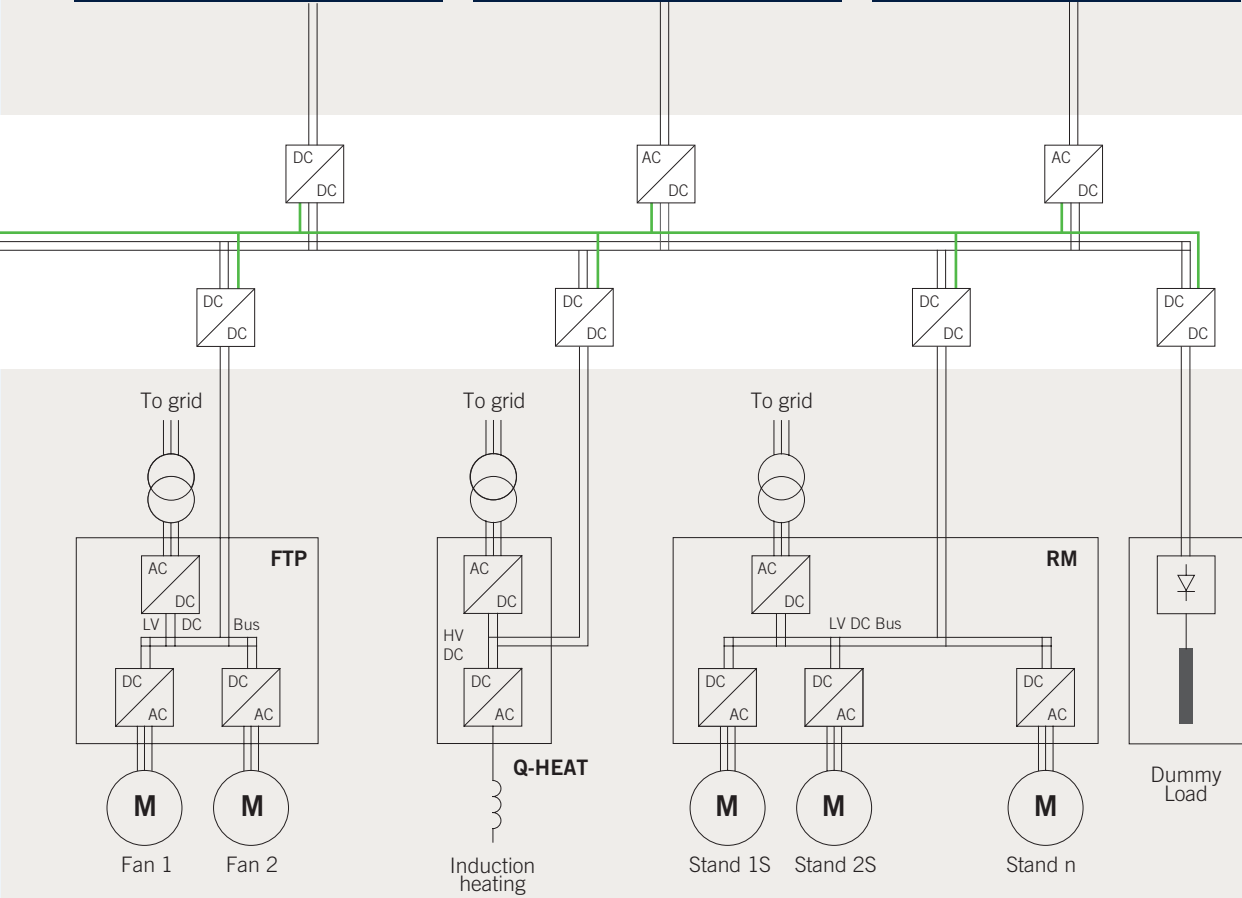 DC
DC
AC
DC
AC
DC
DC
DC
DC
DC
DC
DC
DC
DC
To grid
To grid
To grid
FTP
RM
AC
DC
AC
DC
AC
DC
LV DC Bus
HV
DC
LV DC Bus
DC
AC
DC
AC
DC
AC
DC
AC
DC
AC
DC
AC
Q-HEAT
M
M
M
M
M
Dummy
Load
Fan 1
Fan 2
Induction
heating
Stand 1S
Stand 2S
Stand n